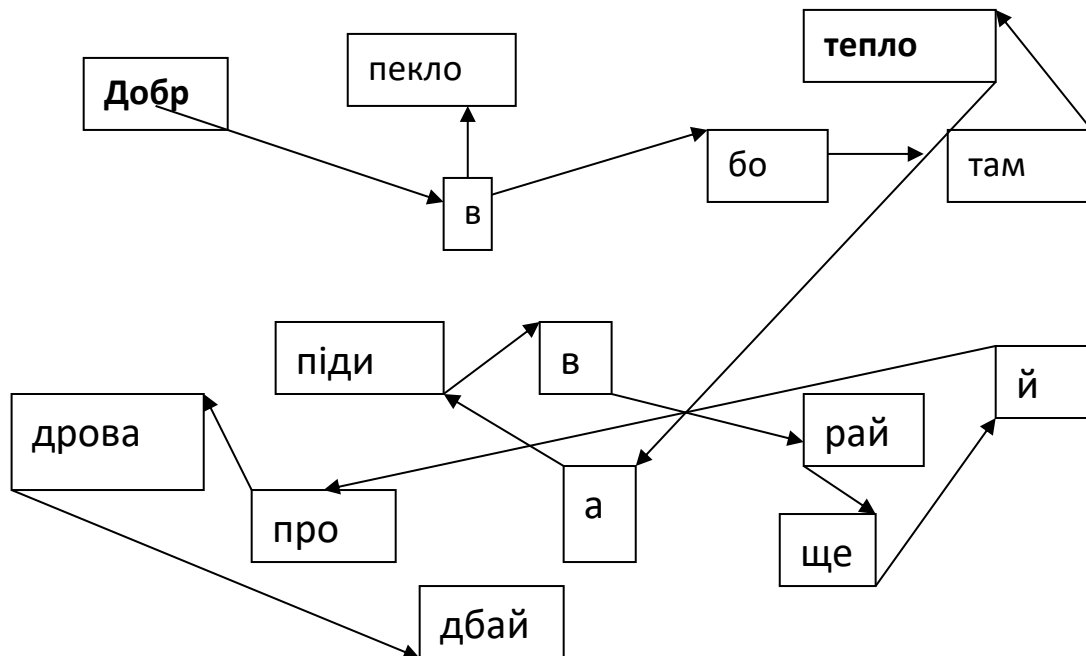 Добр
в
пекло
бо
там
тепло
а
піди
в
рай
ще
й
про
дрова
дбай